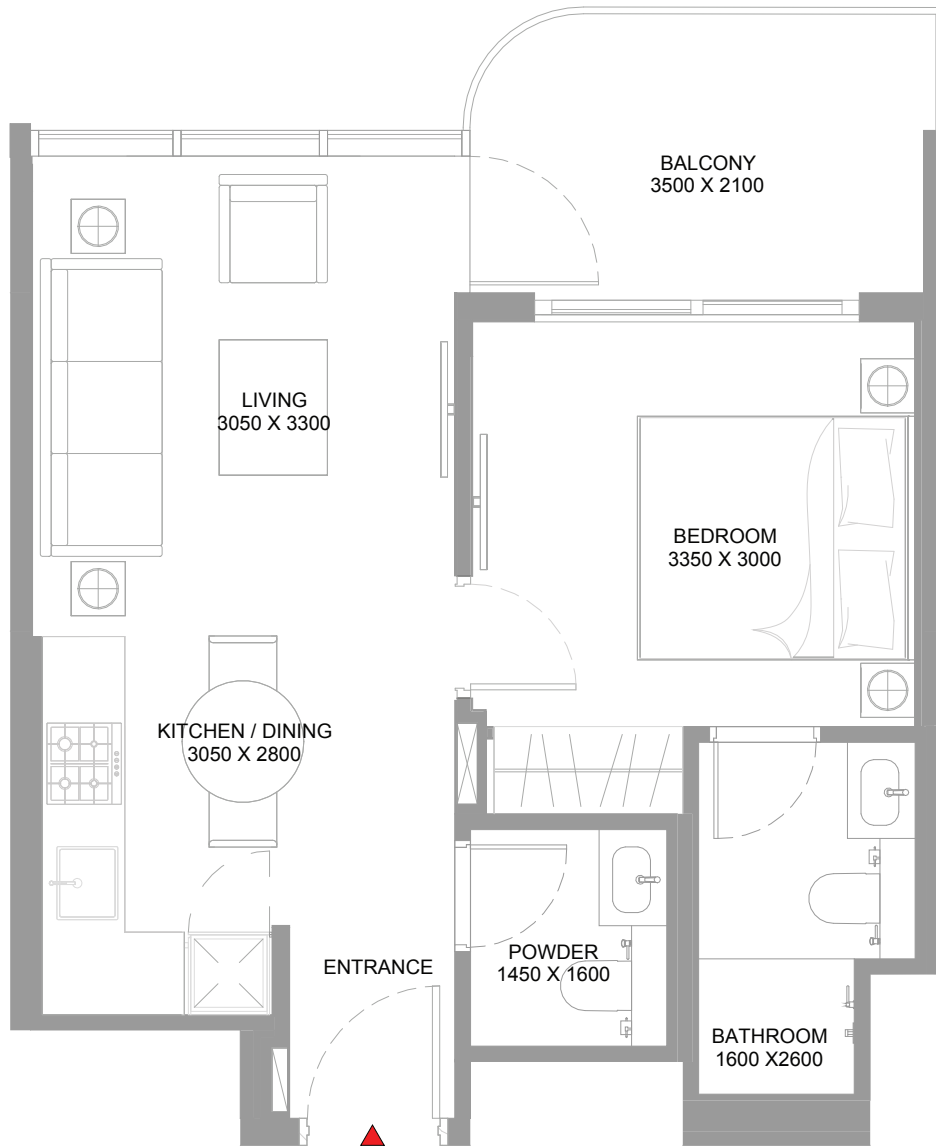 BALCONY
3500 X 2100
LIVING
3050 X 3300
BEDROOM
3350 X 3000
KITCHEN / DINING
3050 X 2800
POWDER
1450 X 1600
ENTRANCE
BATHROOM
1600 X2600